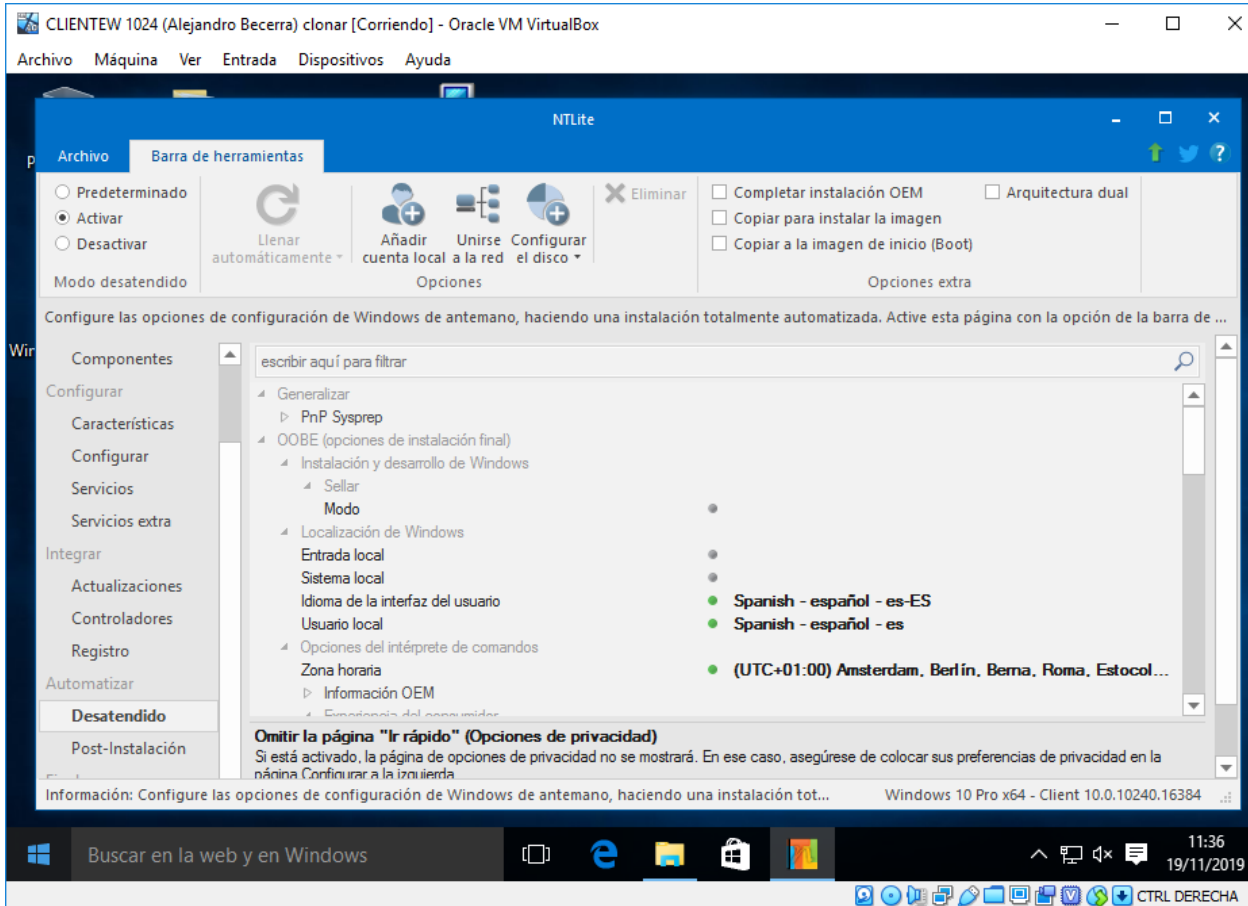 CLIENTEW 1024 (Alejandro Becerra) clonar [Corriendo] - Oracle VM VirtualBox
Archivo Máquina Ver Entrada Dispositivos Ayuda
NTLite
Archivo Barra de herramientas
Predeterminado
Activar
Desactivar
Modo desatendido
Llenar
automáticamente
Añadir
cuenta local
Unirse
a la red
Configurar
el disco
Eliminar
Opciones
Completar instalación OEM
Copiar para instalar la imagen
Copiar a la imagen de inicio (Boot)
Arquitectura dual
Opciones extra
Configure las opciones de configuración de Windows de antemano, haciendo una instalación totalmente automatizada. Active esta página con la opción de la barra de ...
Componentes
Configurar
Características
Configurar
Servicios
Servicios extra
Integrar
Actualizaciones
Controladores
Registro
Automatizar
Desatendido
Post-Instalación
escribir aquí para filtrar
Generalizar
PnP Sysprep
OOBE (opciones de instalación final)
Instalación y desarrollo de Windows
Sellar
Modo
Localización de Windows
Entrada local
Sistema local
Idioma de la interfaz del usuario Spanish - español - es-ES
Usuario local Spanish - español - es
Opciones del intérprete de comandos
Zona horaria (UTC+01:00) Amsterdam, Berlín, Berna, Roma, Estocol...
Información OEM
Experiencia del consumidor
Omitir la página "Ir rápido" (Opciones de privacidad)
Si está activado, la página de opciones de privacidad no se mostrará. En ese caso, asegúrese de colocar sus preferencias de privacidad en la
página Configurar a la izquierda
Información: Configure las opciones de configuración de Windows de antemano, haciendo una instalación tot... Windows 10 Pro x64 - Client 10.0.10240.16384
Buscar en la web y en Windows
11:36
19/11/2019
CTRL DERECHA